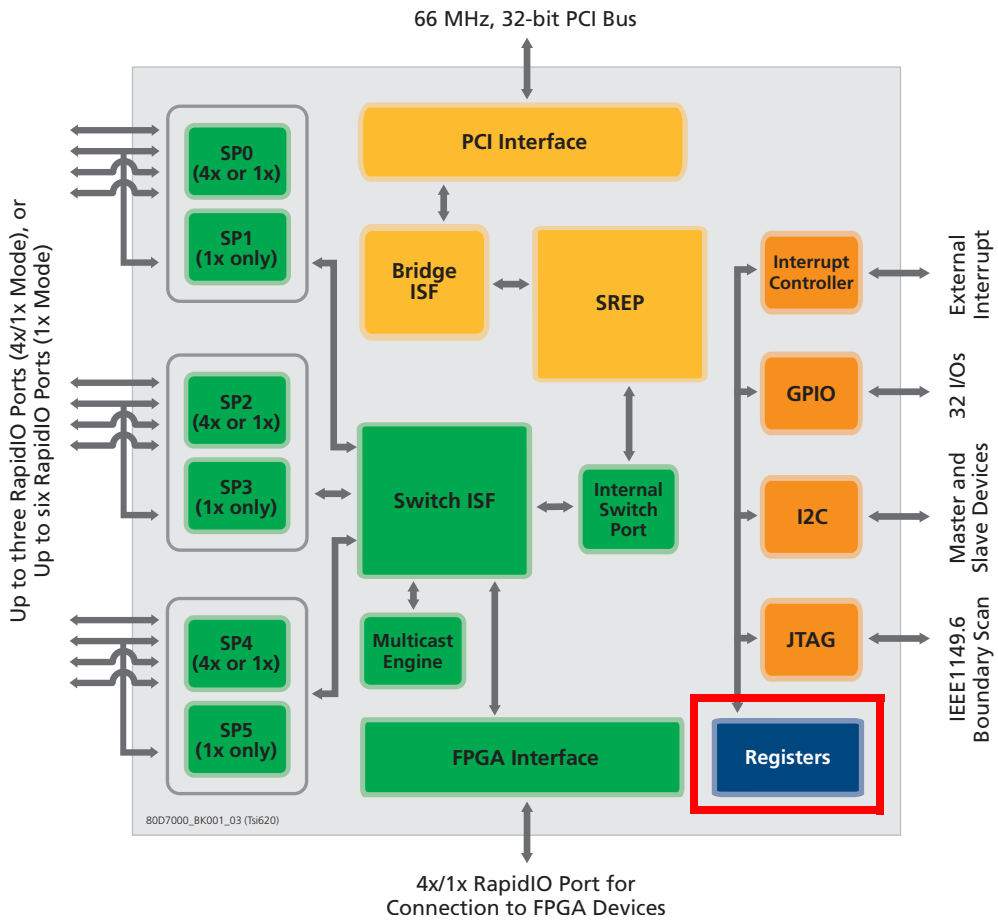 66 MHz, 32-bit PCI Bus
PCI Interface
SP0
(4x or 1x)
SP1
(1x only)
Bridge
ISF
SREP
Interrupt
Controller
External
Interrupt
Up to three RapidIO Ports (4x/1x Mode), or
Up to six RapidIO Ports (1x Mode)
SP2
(4x or 1x)
SP3
(1x only)
GPIO
32 I/Os
Switch ISF
Internal
Switch
Port
I2C
Master and
Slave Devices
SP4
(4x or 1x)
SP5
(1x only)
Multicast
Engine
JTAG
IEEE1149.6
Boundary Scan
FPGA Interface
Registers
80D7000_BK001_03 (Tsi620)
4x/1x RapidIO Port for
Connection to FPGA Devices